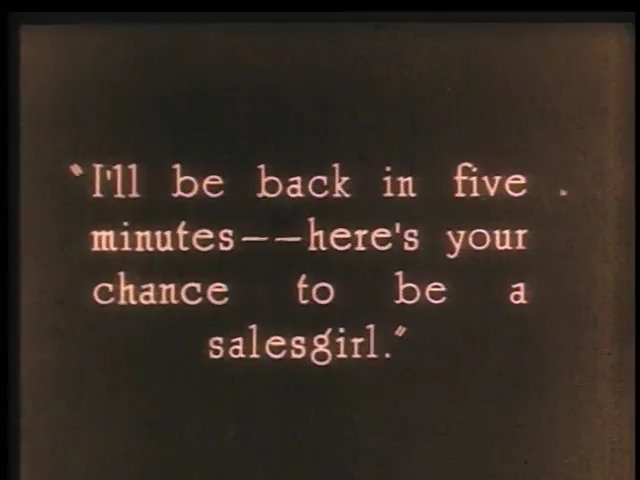 "I'll be back in five
minutes--here's your
chance to be a
salesgirl."